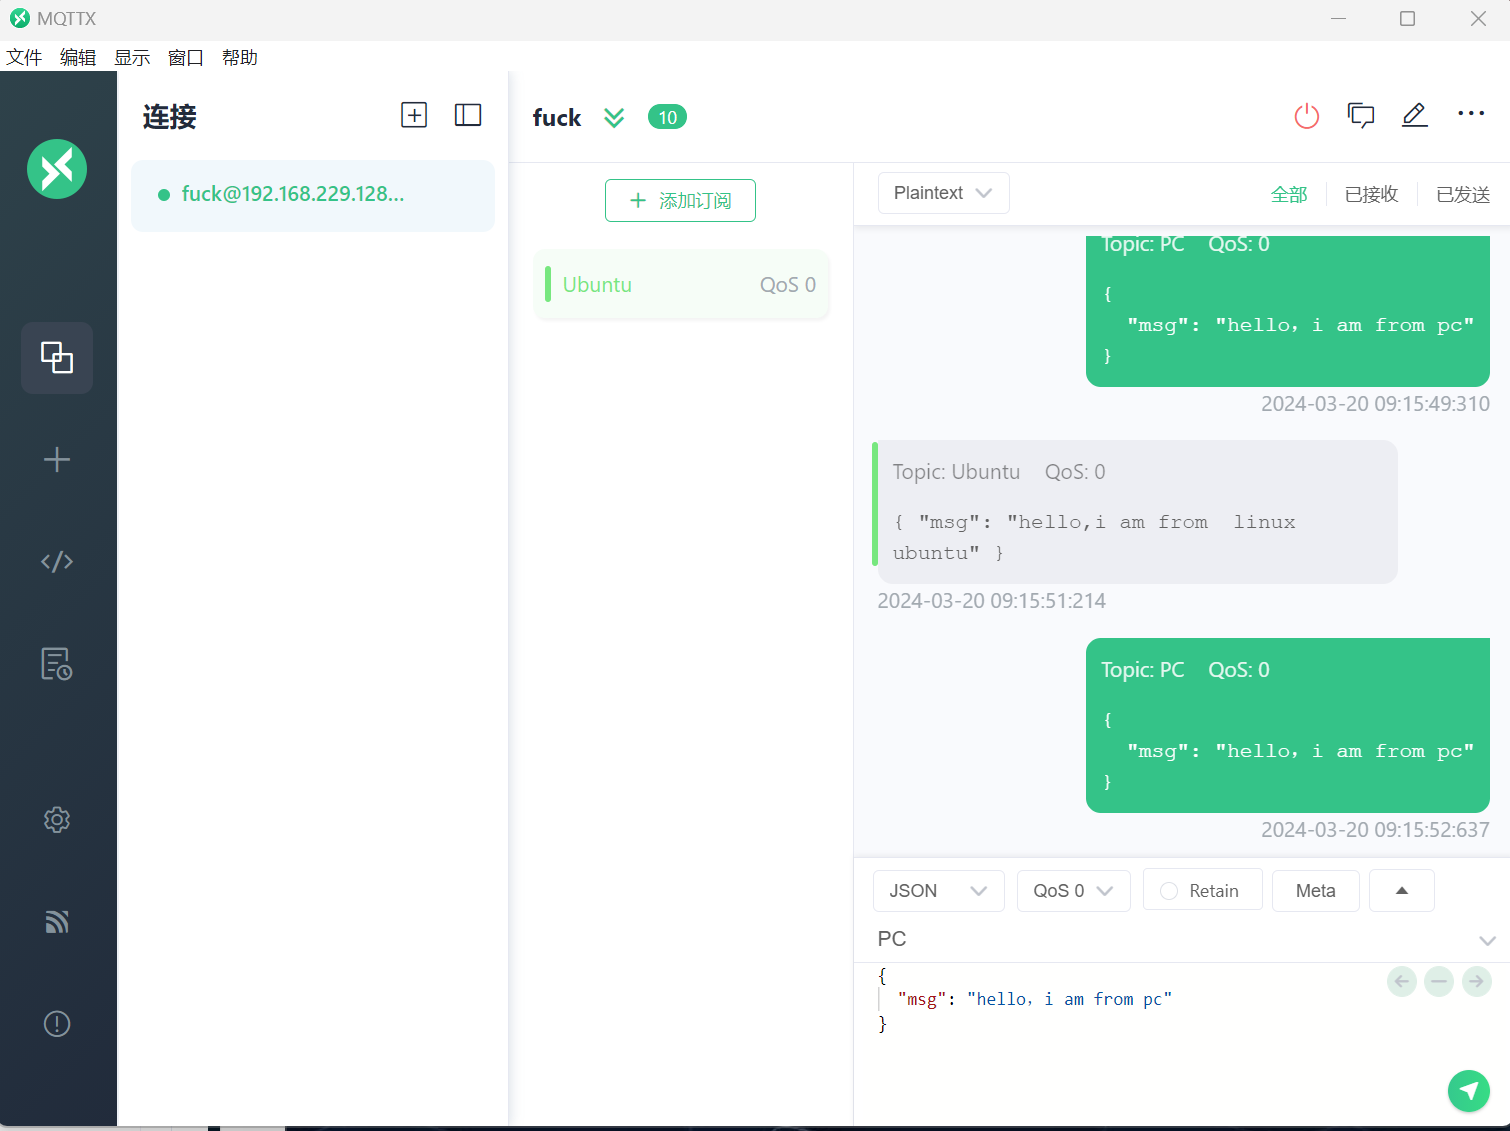 MQTTX
文件 编辑 显示 窗口 帮助
连接
fuck@192.168.229.128...
fuck 10
添加订阅
Ubuntu QoS 0
Plaintext 全部 已接收 已发送
Topic: PC QoS: 0
{
"msg": "hello，i am from pc"
}
2024-03-20 09:15:49:310
Topic: Ubuntu QoS: 0
{ "msg": "hello,i am from  linux
ubuntu" }
2024-03-20 09:15:51:214
Topic: PC QoS: 0
{
"msg": "hello，i am from pc"
}
2024-03-20 09:15:52:637
JSON QoS 0 Retain Meta
PC
{
"msg": "hello，i am from pc"
}